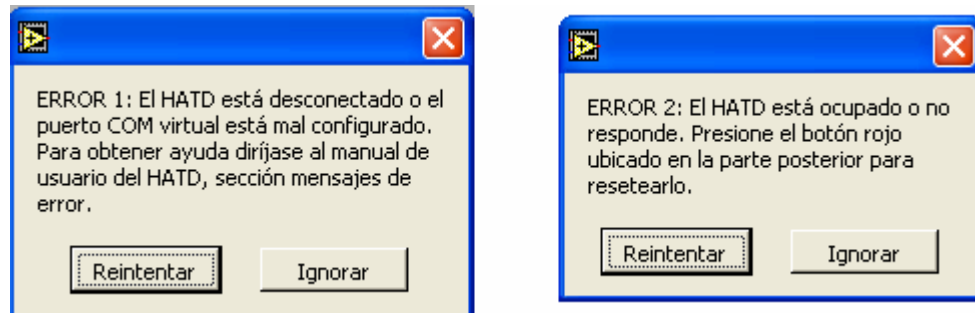 ERROR 1: El HATD está desconectado o el
puerto COM virtual está mal configurado.
Para obtener ayuda diríjase al manual de
usuario del HATD, sección mensajes de
error.
Reintentar Ignorar
ERROR 2: El HATD está ocupado o no
responde. Presione el botón rojo
ubicado en la parte posterior para
resetearlo.
Reintentar Ignorar